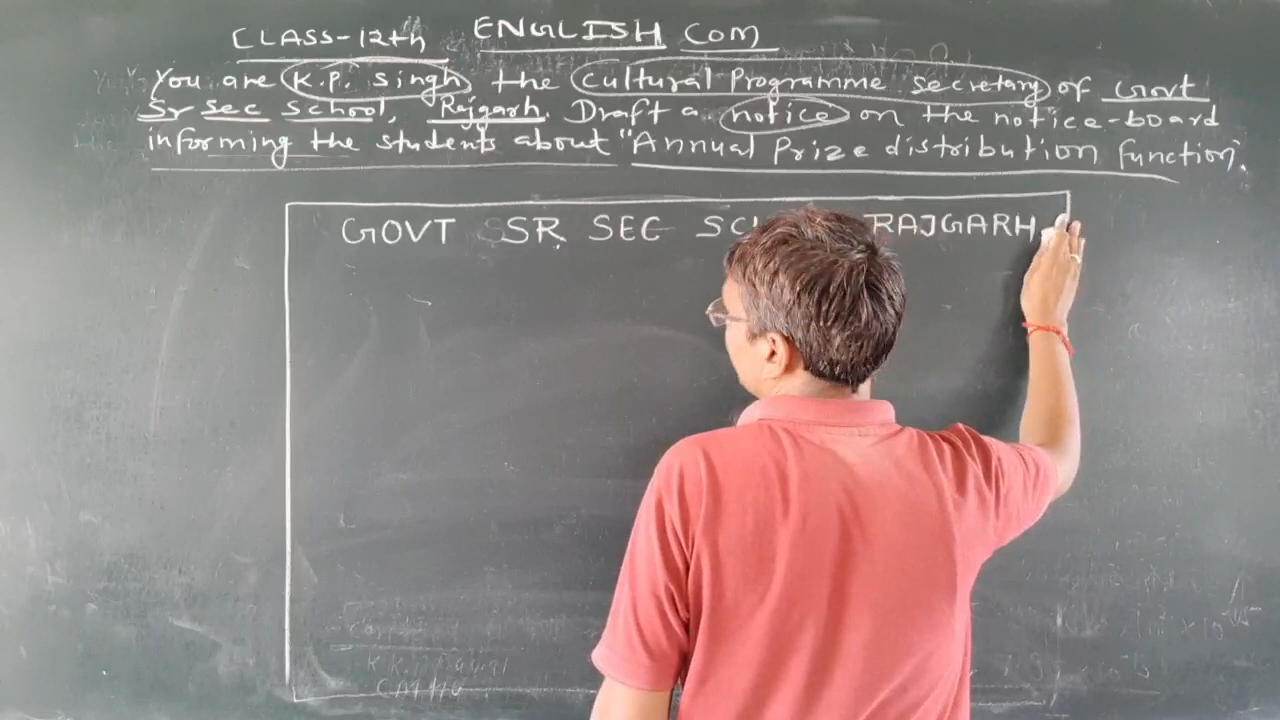 CLASS-12th ENGLISH COM
You are K.P. Singh the Cultural Programme secretary of Govt
Sr Sec School, Rajgarh. Draft a notice on the notice-board
informing the students about "Annual Prize distribution function".
GOVT SR SEC RAJGARH